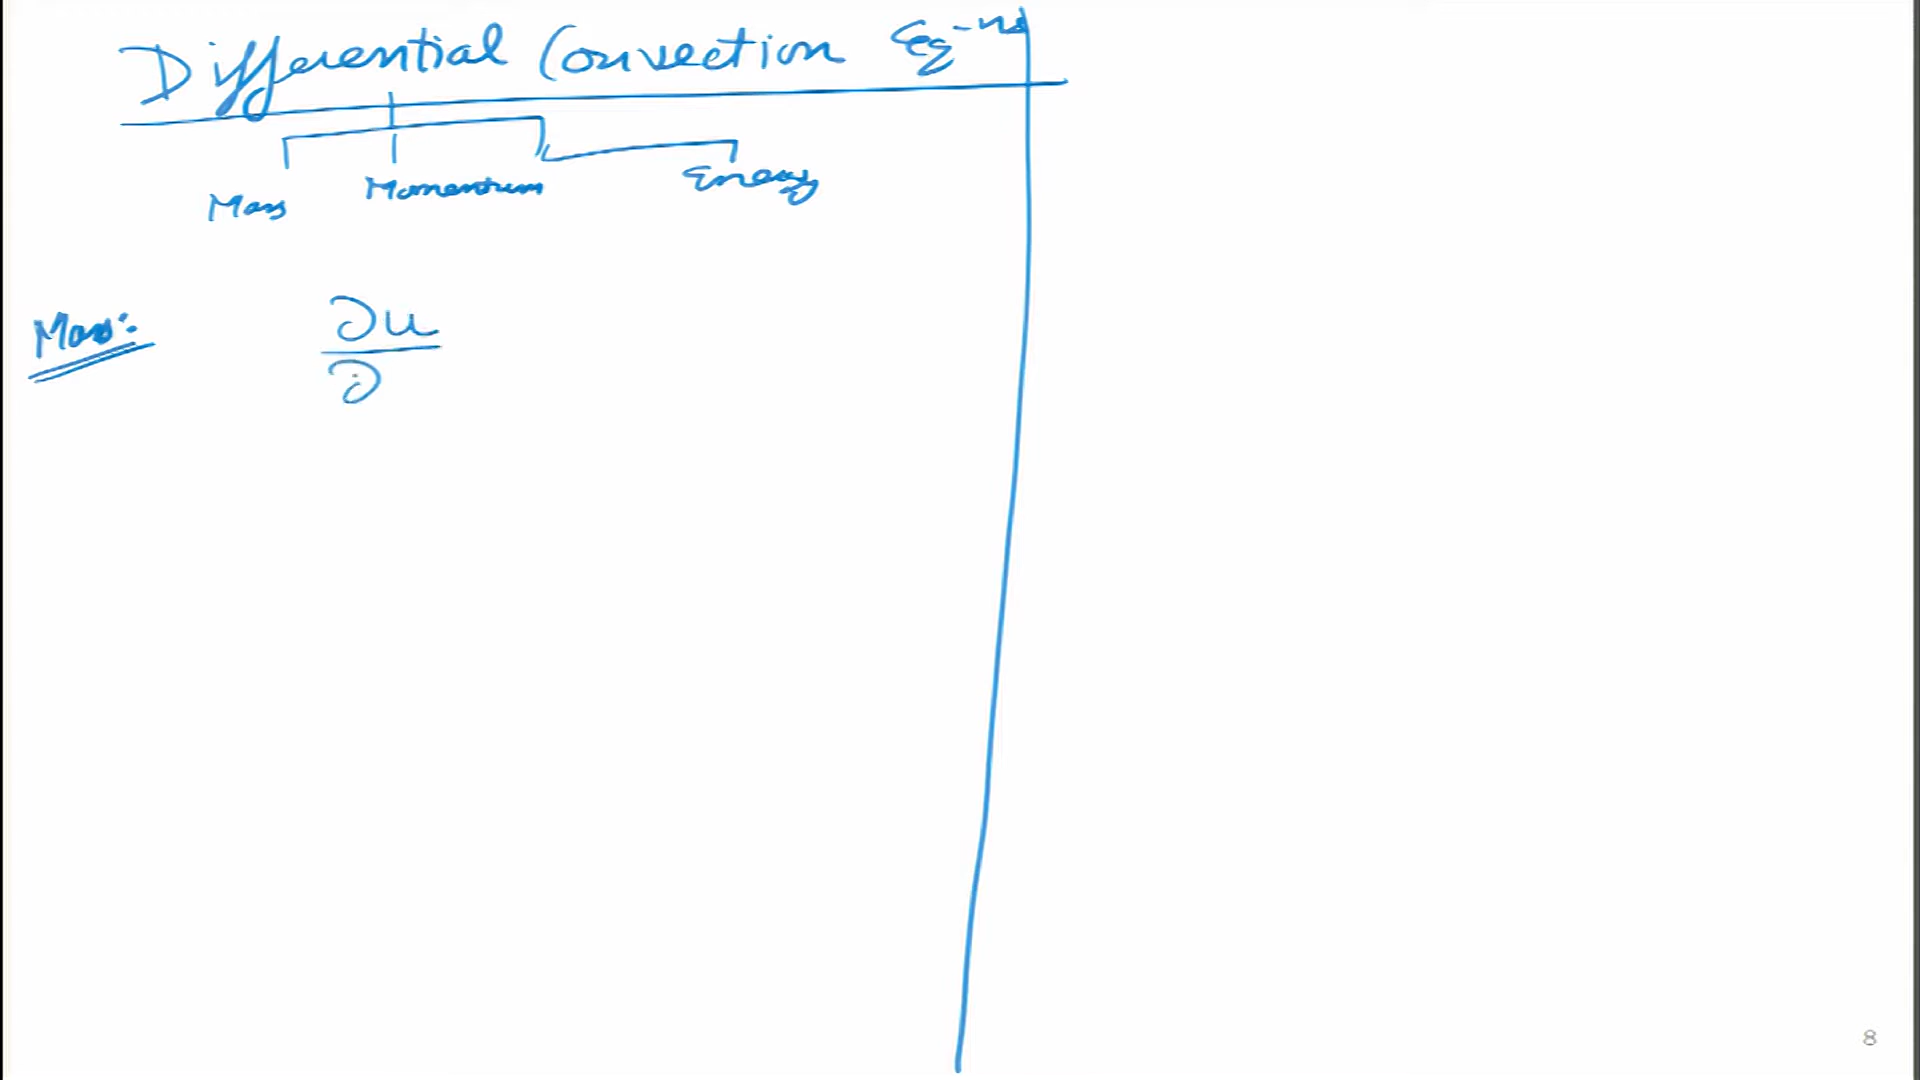 Differential Convection Eq-ns
Mass Momentum Energy
Mass: ∂u
∂
8